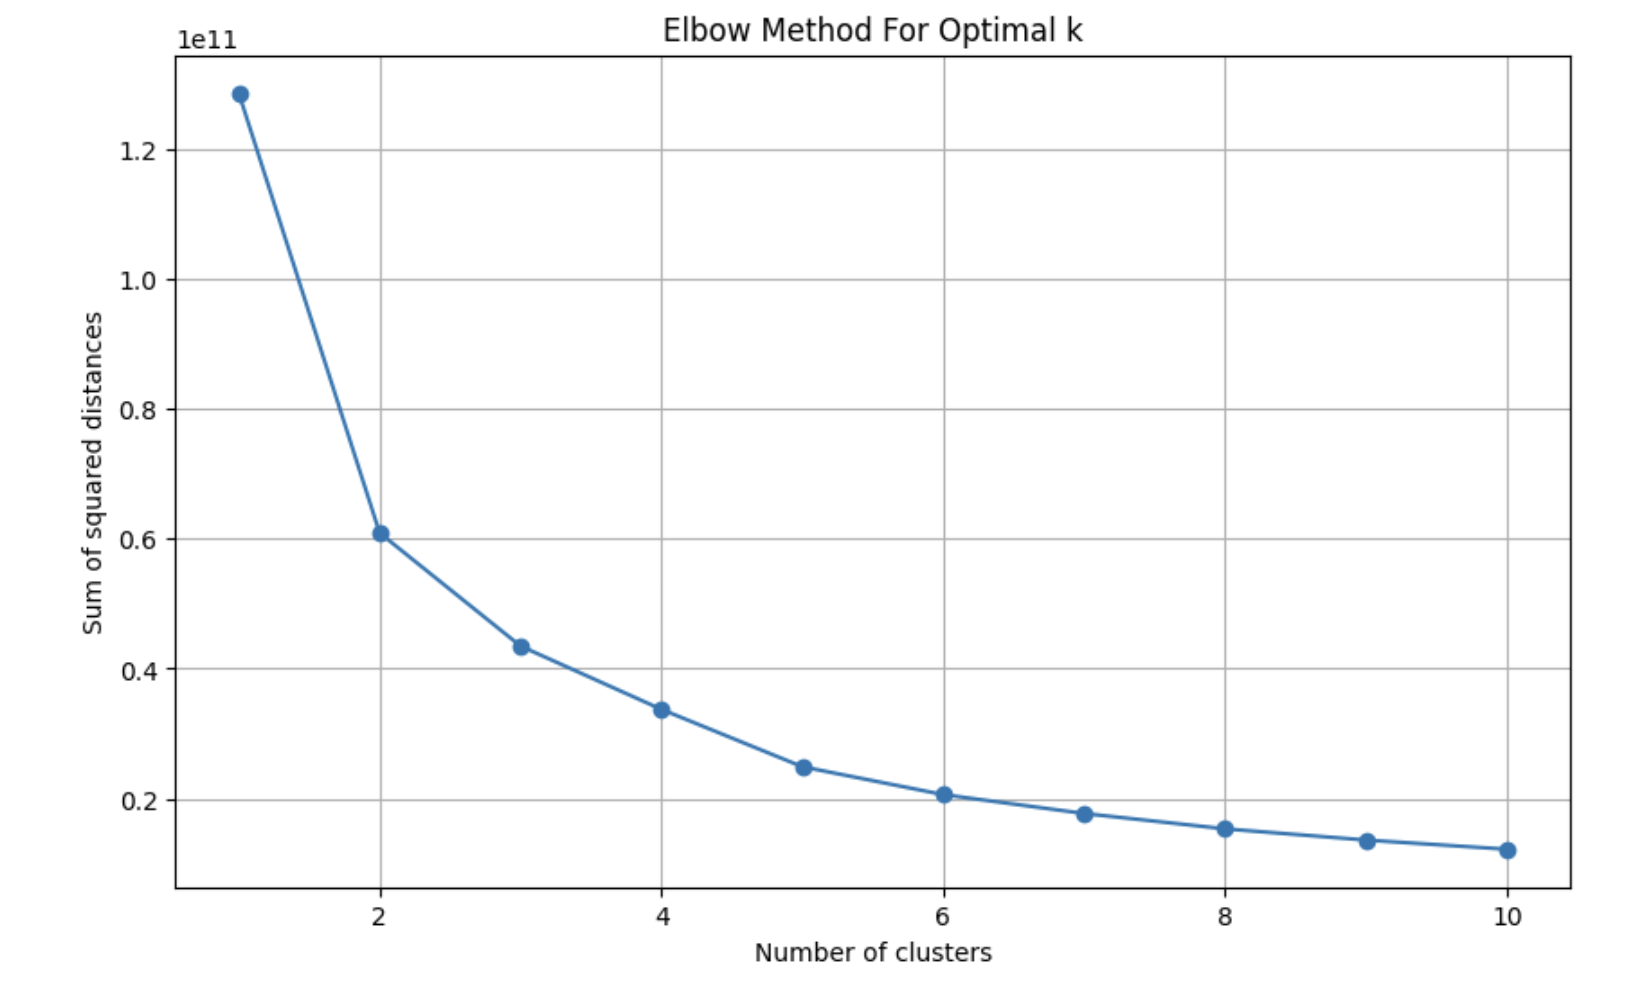 Elbow Method For Optimal k
1e11
1.2
1.0
0.8
0.6
0.4
0.2
Sum of squared distances
2 4 6 8 10
Number of clusters